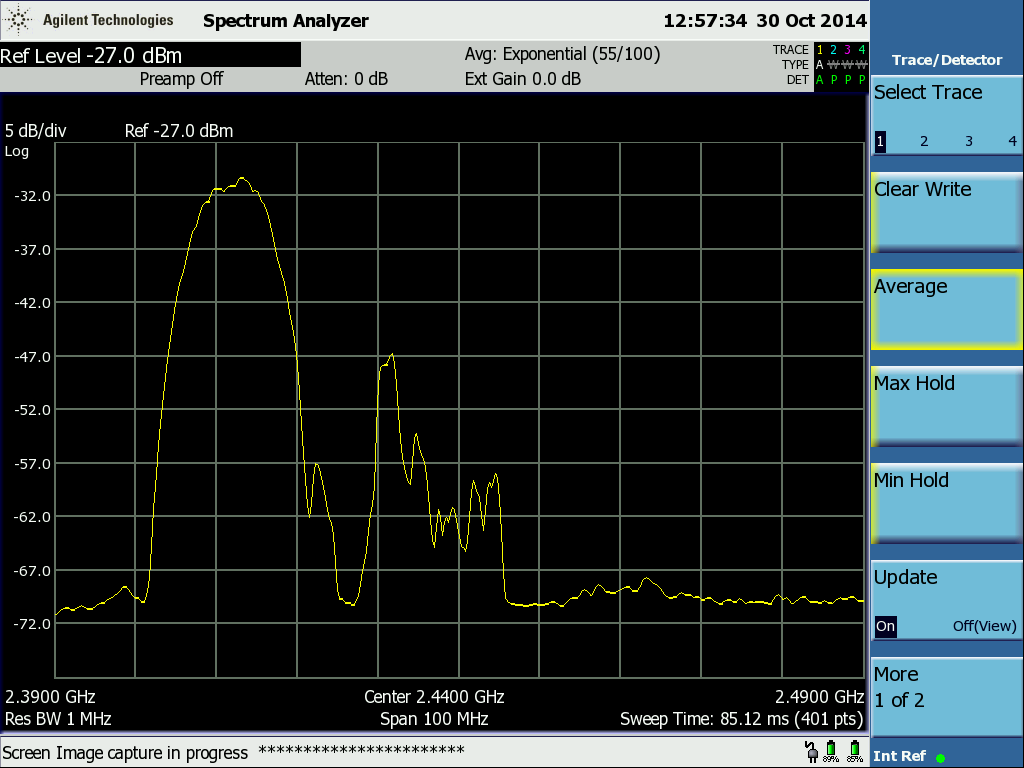 Agilent Technologies Spectrum Analyzer 12:57:34 30 Oct 2014
Ref Level -27.0 dBm Avg: Exponential (55/100) TRACE 1 2 3 4
TYPE A W W W
Preamp Off Atten: 0 dB Ext Gain 0.0 dB DET A P P P
5 dB/div Ref -27.0 dBm
Log
-32.0
-37.0
-42.0
-47.0
-52.0
-57.0
-62.0
-67.0
-72.0
2.3900 GHz Center 2.4400 GHz 2.4900 GHz
Res BW 1 MHz Span 100 MHz Sweep Time: 85.12 ms (401 pts)
Screen Image capture in progress ***********************
89% 85%
Trace/Detector
Select Trace
1 2 3 4
Clear Write
Average
Max Hold
Min Hold
Update
On Off(View)
More
1 of 2
Int Ref